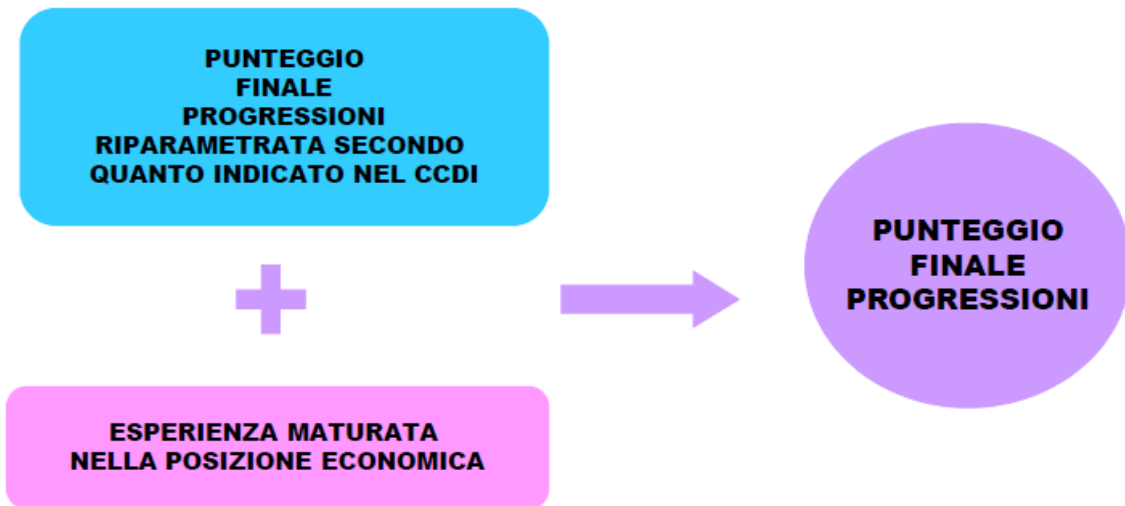 PUNTEGGIO
FINALE
PROGRESSIONI
RIPARAMETRATA SECONDO
QUANTO INDICATO NEL CCDI
ESPERIENZA MATURATA
NELLA POSIZIONE ECONOMICA
PUNTEGGIO
FINALE
PROGRESSIONI